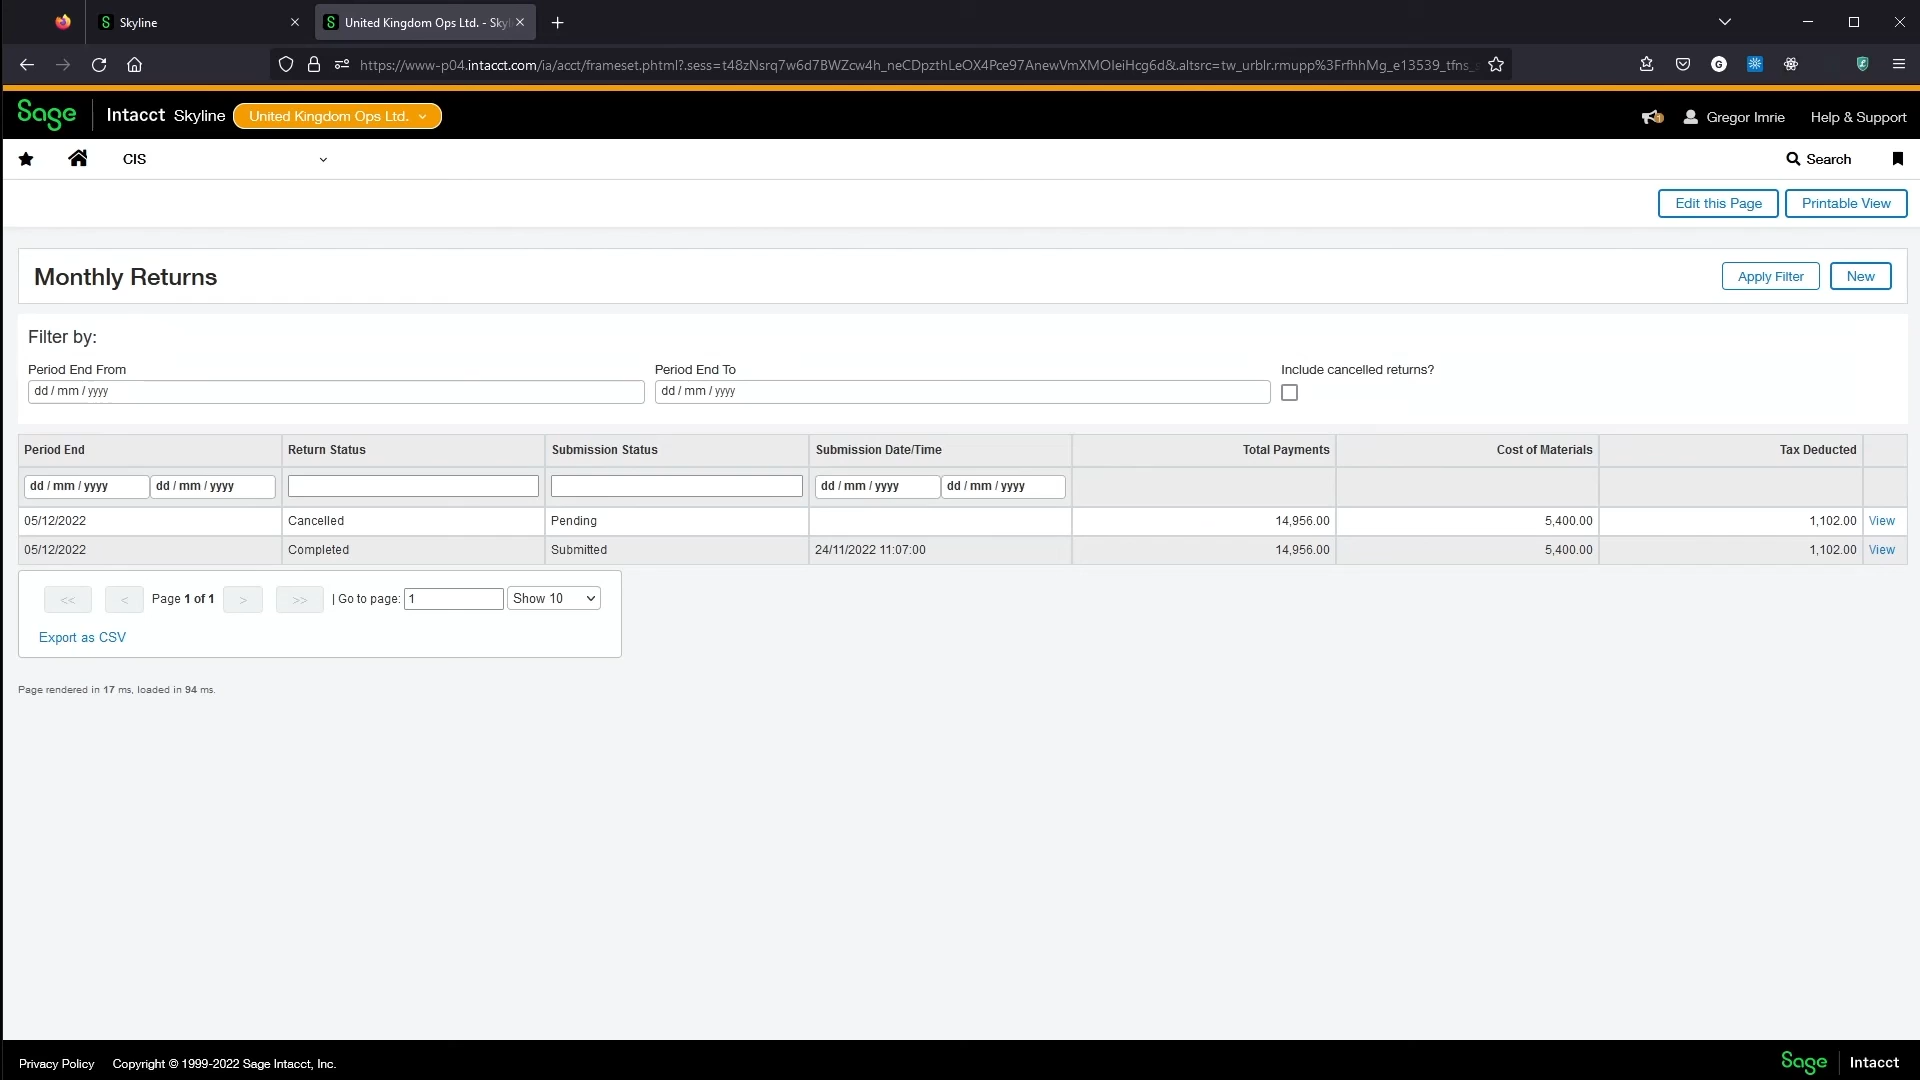 Skyline
United Kingdom Ops Ltd. - Skyli
https://www-p04.intacct.com/ia/acct/frameset.phtml?.sess=t48zNsrq7w6d7BWZcw4h_neCDpzthLeOX4Pce97AnewVmXMOIeiHcg6d&.altsrc=tw_urblr.rmupp%3FrfhhMg_e13539_tfns_
Sage Intacct Skyline United Kingdom Ops Ltd.
1 Gregor Imrie Help & Support
CIS Search
Edit this Page Printable View
Monthly Returns Apply Filter New
Filter by:
Period End From Period End To Include cancelled returns?
dd / mm / yyyy dd / mm / yyyy
Period End Return Status Submission Status Submission Date/Time Total Payments Cost of Materials Tax Deducted
dd / mm / yyyy dd / mm / yyyy dd / mm / yyyy dd / mm / yyyy
05/12/2022 Cancelled Pending 14,956.00 5,400.00 1,102.00 View
05/12/2022 Completed Submitted 24/11/2022 11:07:00 14,956.00 5,400.00 1,102.00 View
<< < Page 1 of 1 > >> | Go to page: 1 Show 10
Export as CSV
Page rendered in 17 ms, loaded in 94 ms.
Privacy Policy Copyright © 1999-2022 Sage Intacct, Inc. Sage Intacct